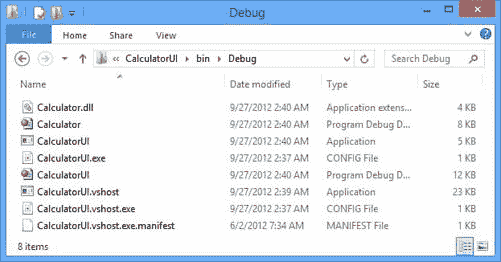 Debug
File Home Share View
« CalculatorUI bin Debug Search Debug
Name Date modified Type Size
Calculator.dll 9/27/2012 2:40 AM Application extens... 4 KB
Calculator 9/27/2012 2:40 AM Program Debug D... 8 KB
CalculatorUI 9/27/2012 2:40 AM Application 5 KB
CalculatorUI.exe 9/27/2012 2:37 AM CONFIG File 1 KB
CalculatorUI 9/27/2012 2:40 AM Program Debug D... 12 KB
CalculatorUI.vshost 9/27/2012 2:39 AM Application 23 KB
CalculatorUI.vshost.exe 9/27/2012 2:37 AM CONFIG File 1 KB
CalculatorUI.vshost.exe.manifest 6/2/2012 7:34 AM MANIFEST File 1 KB
8 items